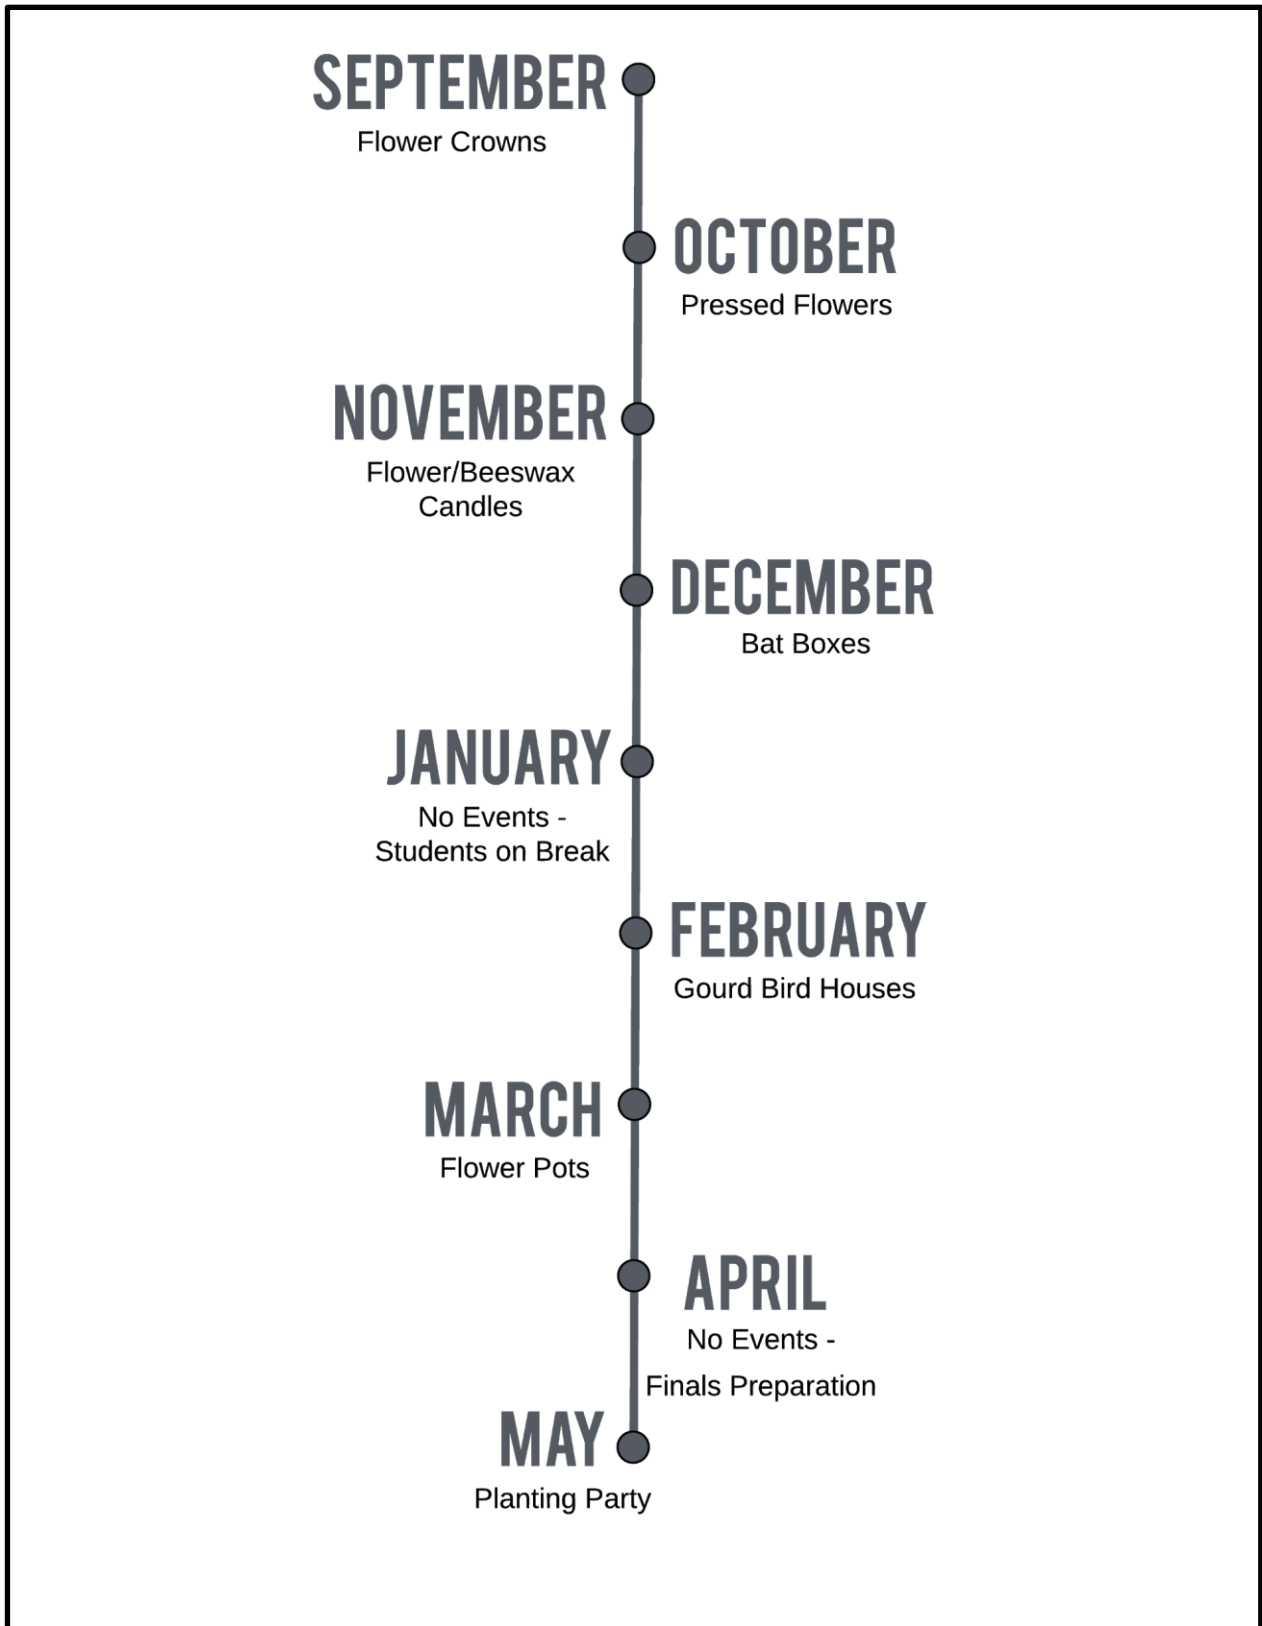 SEPTEMBER
Flower Crowns
OCTOBER
Pressed Flowers
NOVEMBER
Flower/Beeswax
Candles
DECEMBER
Bat Boxes
JANUARY
No Events -
Students on Break
FEBRUARY
Gourd Bird Houses
MARCH
Flower Pots
APRIL
No Events -
Finals Preparation
MAY
Planting Party